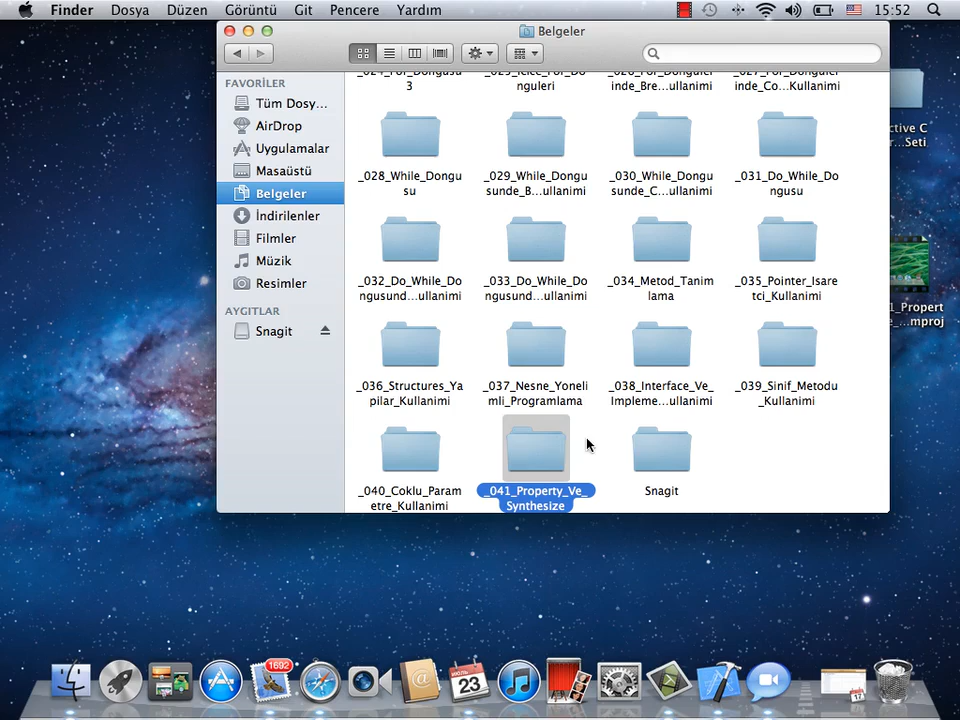 Finder Dosya Düzen Görüntü Git Pencere Yardım 15:52
Belgeler
FAVORİLER
Tüm Dosy...
AirDrop
Uygulamalar
Masaüstü
Belgeler
İndirilenler
Filmler
Müzik
Resimler
AYGITLAR
Snagit
3
nguleri
inde_Bre...ullanimi
inde_Co...Kullanimi
_028_While_Dongu
su
_029_While_Dongu
sunde_B...ullanimi
_030_While_Dongu
sunde_C...ullanimi
_031_Do_While_Do
ngusu
_032_Do_While_Do
ngusund...ullanimi
_033_Do_While_Do
ngusund...ullanimi
_034_Metod_Tanim
lama
_035_Pointer_Isare
tci_Kullanimi
_036_Structures_Ya
pilar_Kullanimi
_037_Nesne_Yoneli
mli_Programlama
_038_Interface_Ve_
Impleme...ullanimi
_039_Sinif_Metodu
_Kullanimi
_040_Coklu_Param
etre_Kullanimi
_041_Property_Ve_
Synthesize
Snagit
ctive C
r...Seti
1_Propert
e_...mproj
1692
23
17